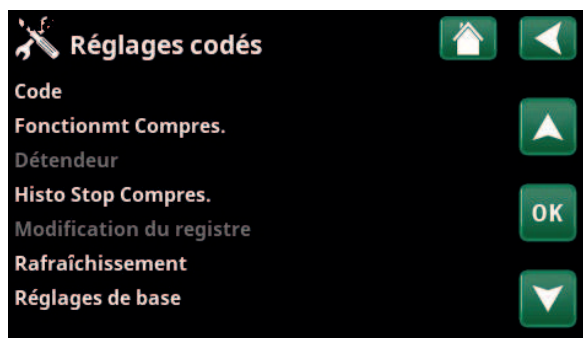 Réglages codés
Code
Fonctionmt Compres.
Détendeur
Histo Stop Compres.
OK
Modification du registre
Rafraîchissement
Réglages de base